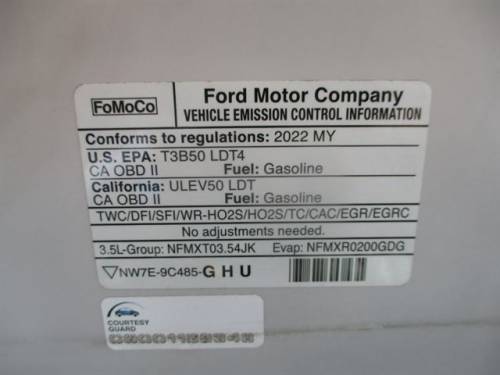 FoMoCo
Ford Motor Company
VEHICLE EMISSION CONTROL INFORMATION
Conforms to regulations: 2022 MY
U.S. EPA: T3B50 LDT4
CA OBD II Fuel: Gasoline
California: ULEV50 LDT
CA OBD II Fuel: Gasoline
TWC/DFI/SFI/WR-HO2S/HO2S/TC/CAC/EGR/EGRC
No adjustments needed.
3.5L-Group: NFMXT03.54JK Evap: NFMXR0200GDG
NW7E-9C485-GHU
COURTESY
GUARD